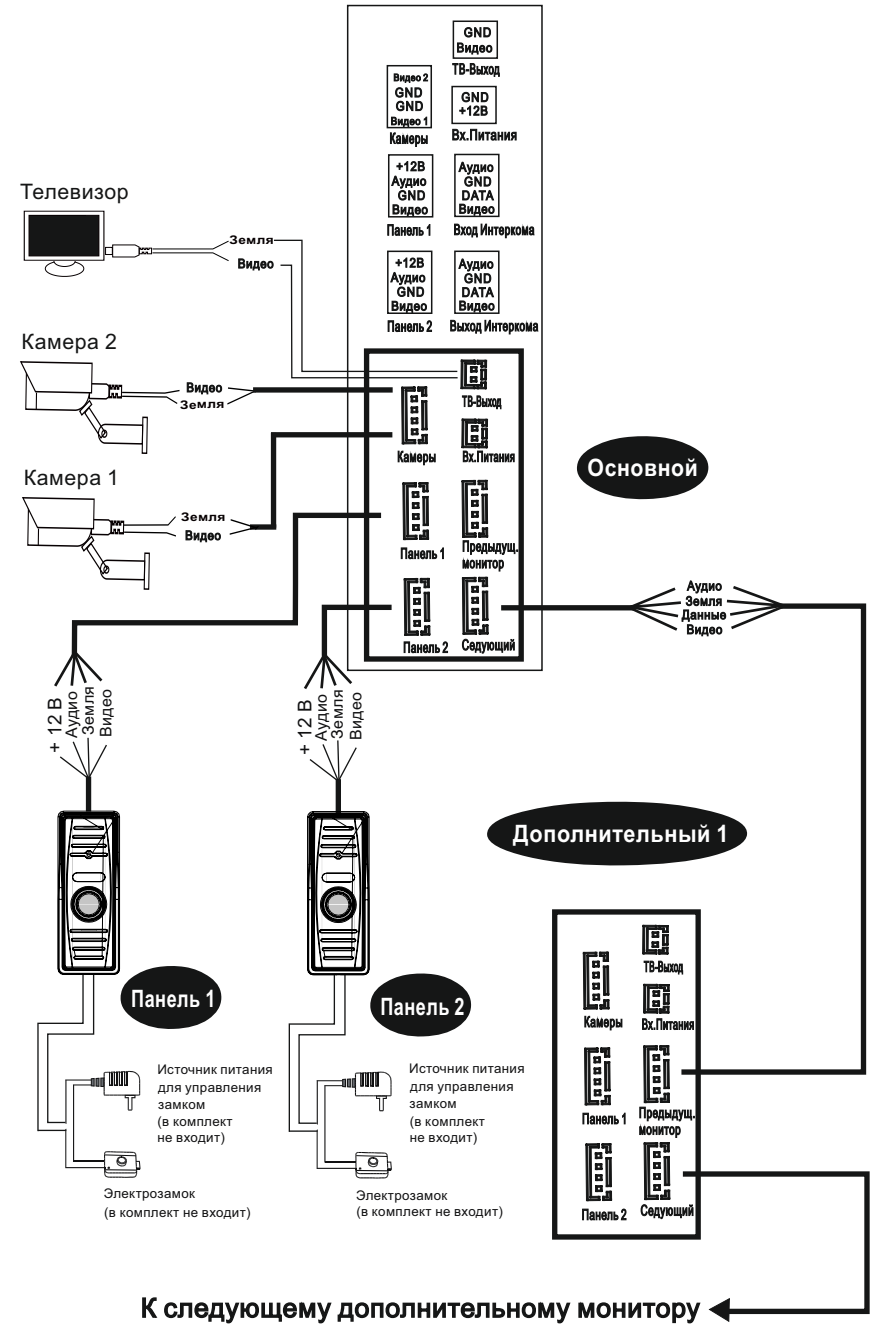 GND
Видео
ТВ-Выход
Видео 2
GND
GND
Видео 1
Камеры
GND
+12В
Вх.Питания
+12В
Аудио
GND
Видео
Панель 1
Аудио
GND
DATA
Видео
Вход Интеркома
+12В
Аудио
GND
Видео
Панель 2
Аудио
GND
DATA
Видео
Выход Интеркома
Телевизор
Земля
Видео
Камера 2
Видео
Земля
Камера 1
Земля
Видео
ТВ-Выход
Камеры
Вх.Питания
Панель 1
Предыдущ.
монитор
Панель 2
Седующий
Основной
Аудио
Земля
Данные
Видео
+ 12 В
Аудио
Земля
Видео
+ 12 В
Аудио
Земля
Видео
Дополнительный 1
Панель 1
Панель 2
Источник питания
для управления
замком
(в комплект
не входит)
Электрозамок
(в комплект не входит)
Источник питания
для управления
замком
(в комплект
не входит)
Электрозамок
(в комплект не входит)
ТВ-Выход
Камеры
Вх.Питания
Панель 1
Предыдущ.
монитор
Панель 2
Седующий
К следующему дополнительному монитору